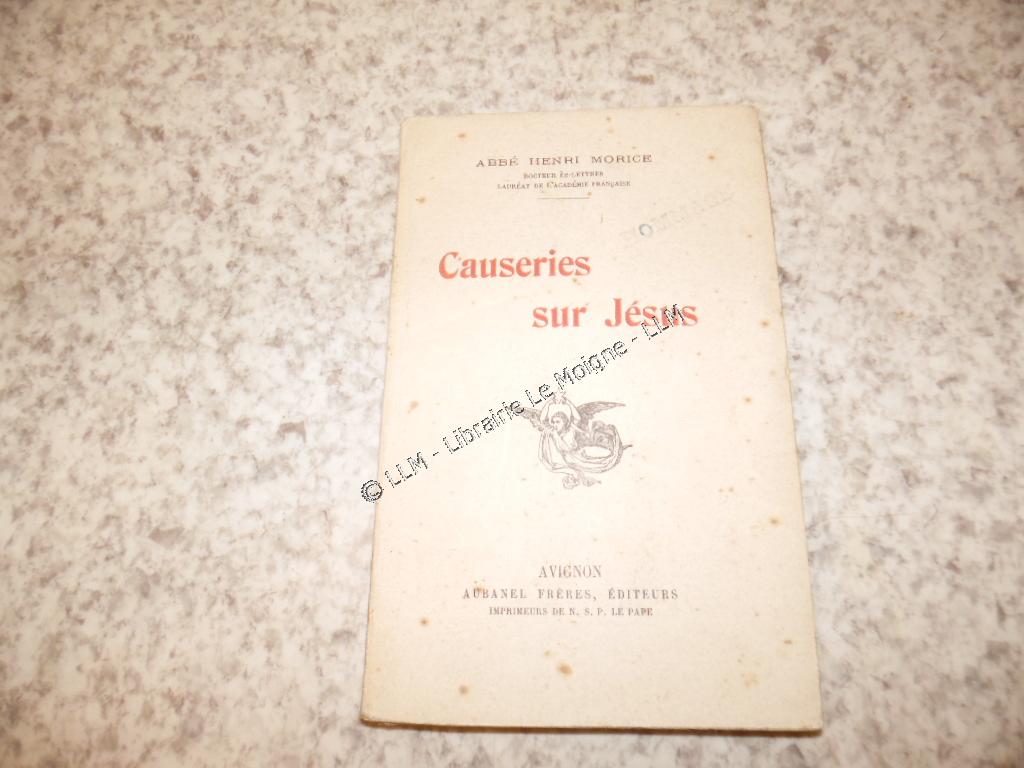 ABBÉ HENRI MORICE
DOCTEUR ÈS-LETTRES
LAURÉAT DE L'ACADÉMIE FRANÇAISE
Causeries
sur Jésus
© LLM - Librairie Le Moigne - LLM
AVIGNON
AUBANEL FRÈRES, ÉDITEURS
IMPRIMEURS DE N. S. P. LE PAPE